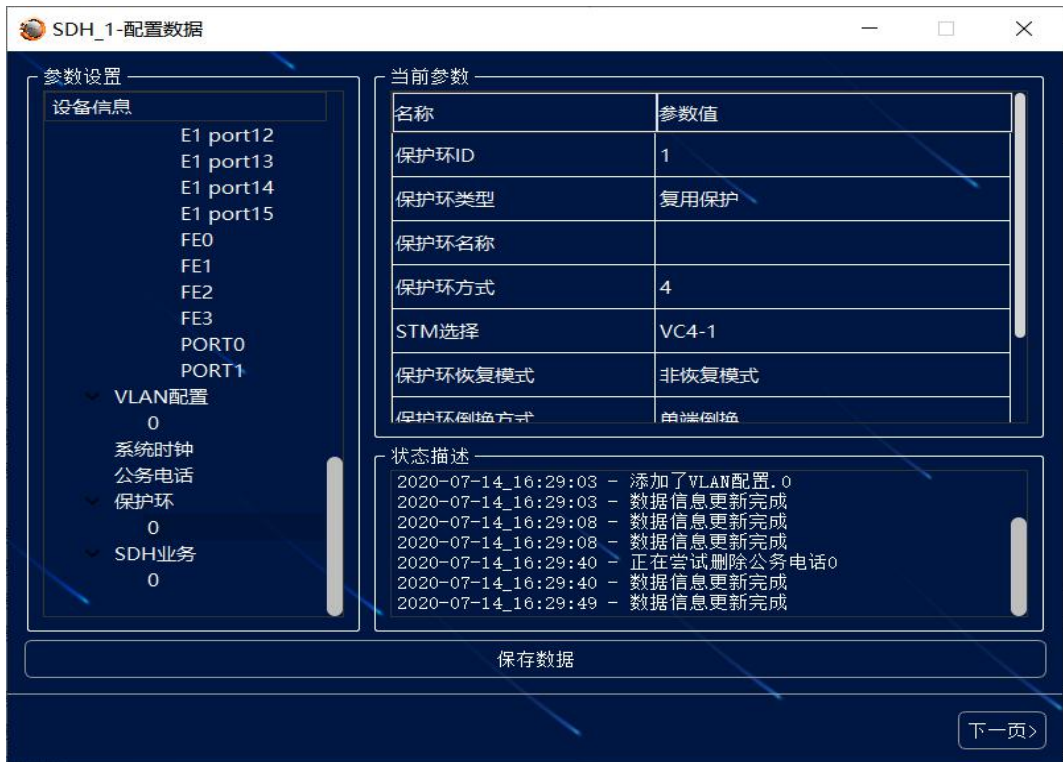 SDH_1-配置数据
参数设置
设备信息
E1 port12
E1 port13
E1 port14
E1 port15
FE0
FE1
FE2
FE3
PORT0
PORT1
VLAN配置
0
系统时钟
公务电话
保护环
0
SDH业务
0
当前参数
名称 参数值
保护环ID 1
保护环类型 复用保护
保护环名称
保护环方式 4
STM选择 VC4-1
保护环恢复模式 非恢复模式
保护环倒换方式 单端倒换
状态描述
2020-07-14_16:29:03 - 添加了VLAN配置.0
2020-07-14_16:29:03 - 数据信息更新完成
2020-07-14_16:29:08 - 数据信息更新完成
2020-07-14_16:29:08 - 数据信息更新完成
2020-07-14_16:29:40 - 正在尝试删除公务电话0
2020-07-14_16:29:40 - 数据信息更新完成
2020-07-14_16:29:49 - 数据信息更新完成
保存数据
下一页>